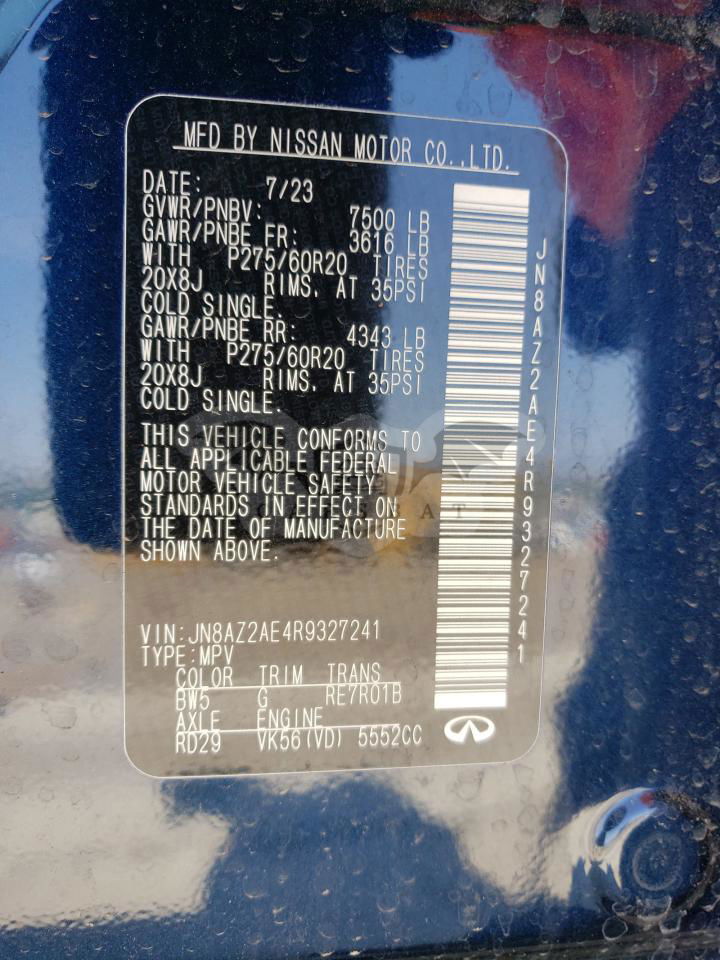 MFD BY NISSAN MOTOR CO.,LTD.
DATE: 7/23
GVWR/PNBV: 7500 LB
GAWR/PNBE FR: 3616 LB
WITH P275/60R20 TIRES
20X8J RIMS, AT 35PSI
COLD SINGLE.
GAWR/PNBE RR: 4343 LB
WITH P275/60R20 TIRES
20X8J RIMS, AT 35PSI
COLD SINGLE.
THIS VEHICLE CONFORMS TO
ALL APPLICABLE FEDERAL
MOTOR VEHICLE SAFETY
STANDARDS IN EFFECT ON
THE DATE OF MANUFACTURE
SHOWN ABOVE.
VIN:JN8AZ2AE4R9327241
TYPE:MPV
COLOR TRIM TRANS
BW5 G RE7R01B
AXLE ENGINE
RD29 VK56(VD) 5552CC
JN8AZ2AE4R9327241